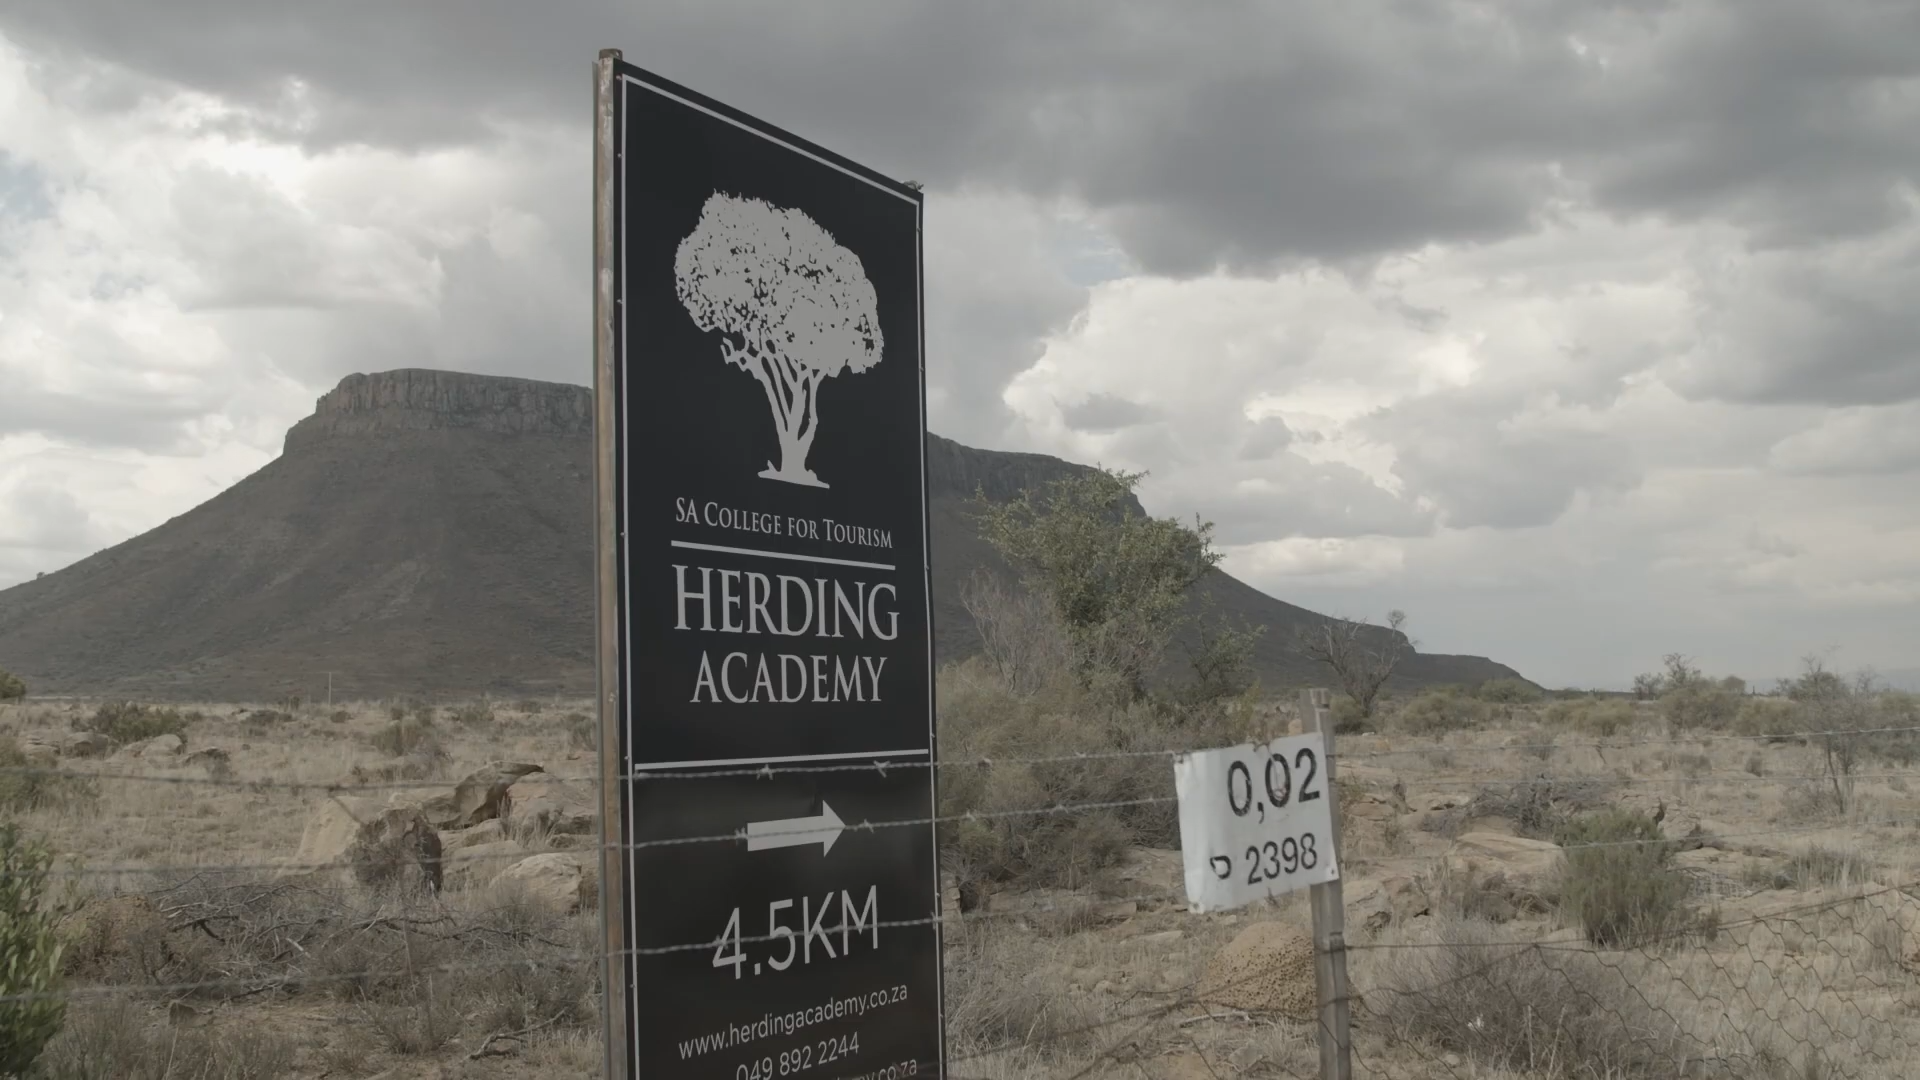 SA COLLEGE FOR TOURISM
HERDING
ACADEMY
4.5KM
www.herdingacademy.co.za
049 892 2244
0,02
2398